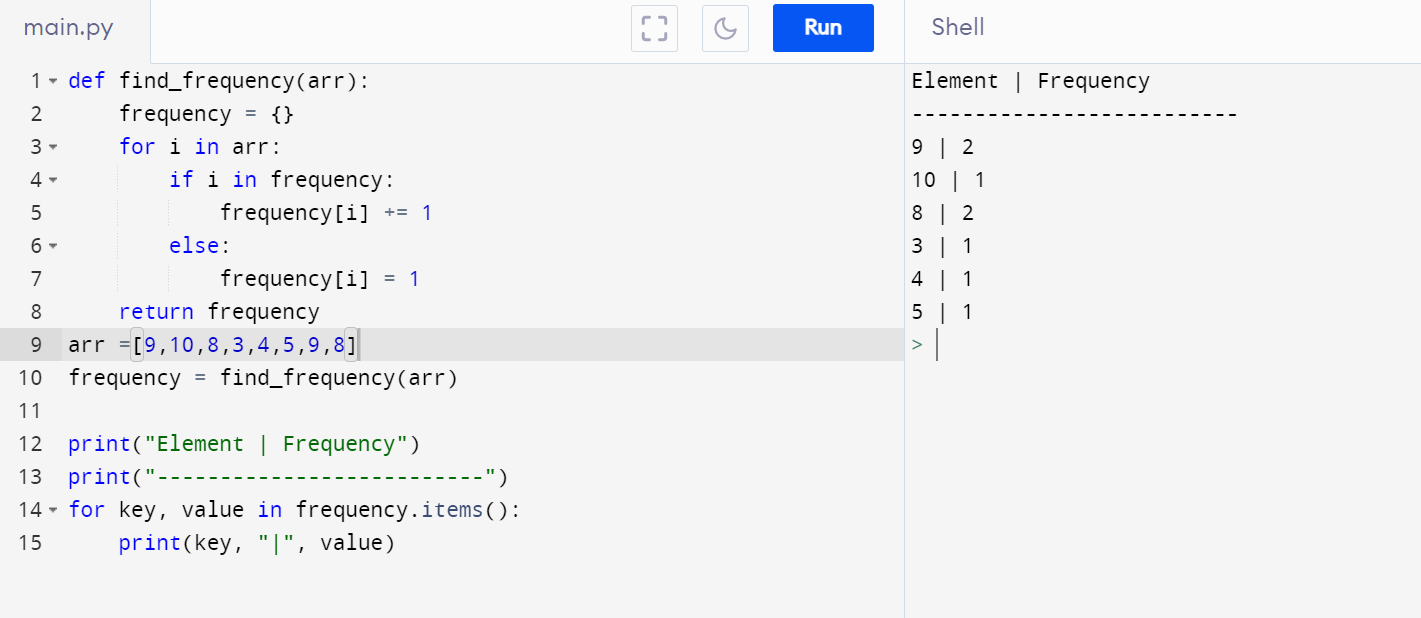 main.py
Run
1 def find_frequency(arr):
2     frequency = {}
3     for i in arr:
4         if i in frequency:
5             frequency[i] += 1
6         else:
7             frequency[i] = 1
8     return frequency
9 arr =[9,10,8,3,4,5,9,8]
10 frequency = find_frequency(arr)
11
12 print("Element | Frequency")
13 print("--------------------------")
14 for key, value in frequency.items():
15     print(key, "|", value)
Shell
Element | Frequency
--------------------------
9 | 2
10 | 1
8 | 2
3 | 1
4 | 1
5 | 1
>